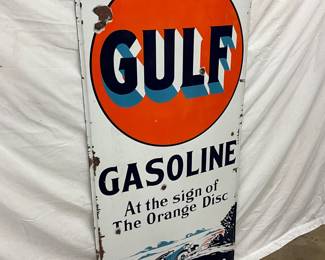 GULF
GASOLINE
At the sign of
The Orange Disc